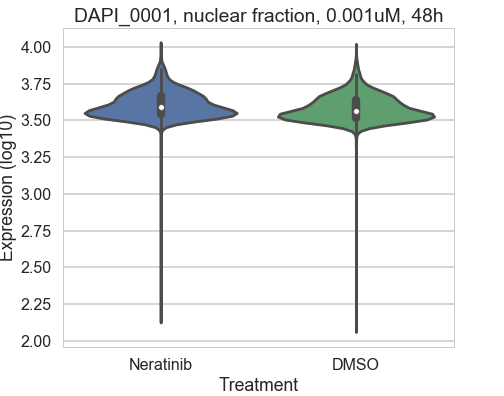 DAPI_0001, nuclear fraction, 0.001uM, 48h
Expression (log10)
4.00
3.75
3.50
3.25
3.00
2.75
2.50
2.25
2.00
Neratinib DMSO
Treatment